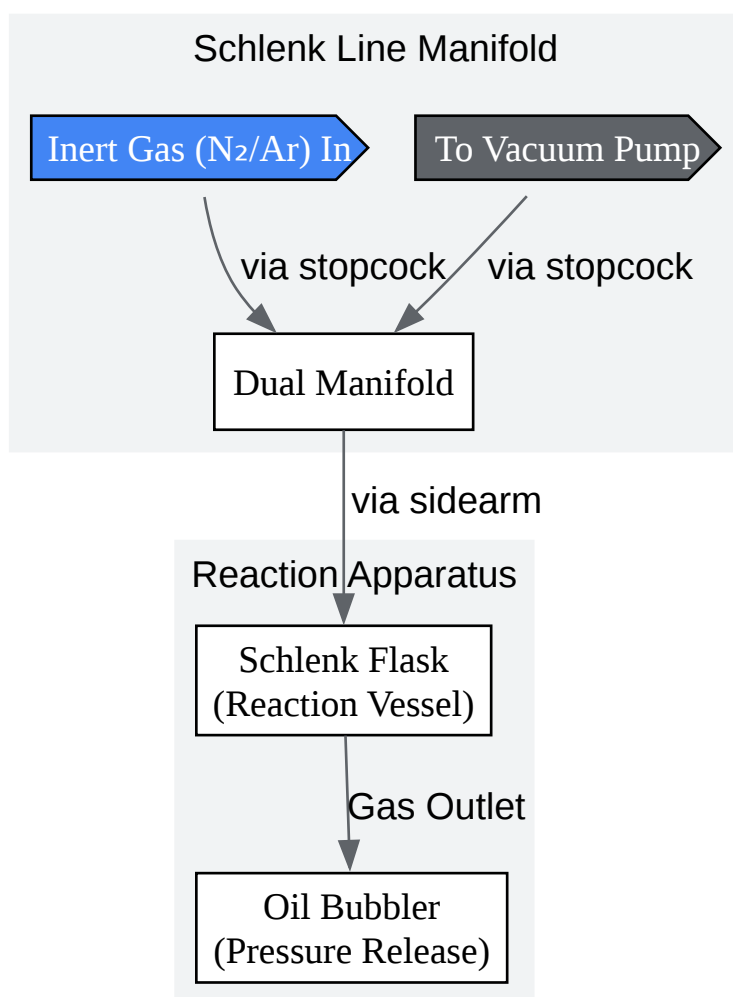 Schlenk Line Manifold
Inert Gas (N₂/Ar) In
To Vacuum Pump
via stopcock
via stopcock
Dual Manifold
via sidearm
Reaction Apparatus
Schlenk Flask
(Reaction Vessel)
Gas Outlet
Oil Bubbler
(Pressure Release)